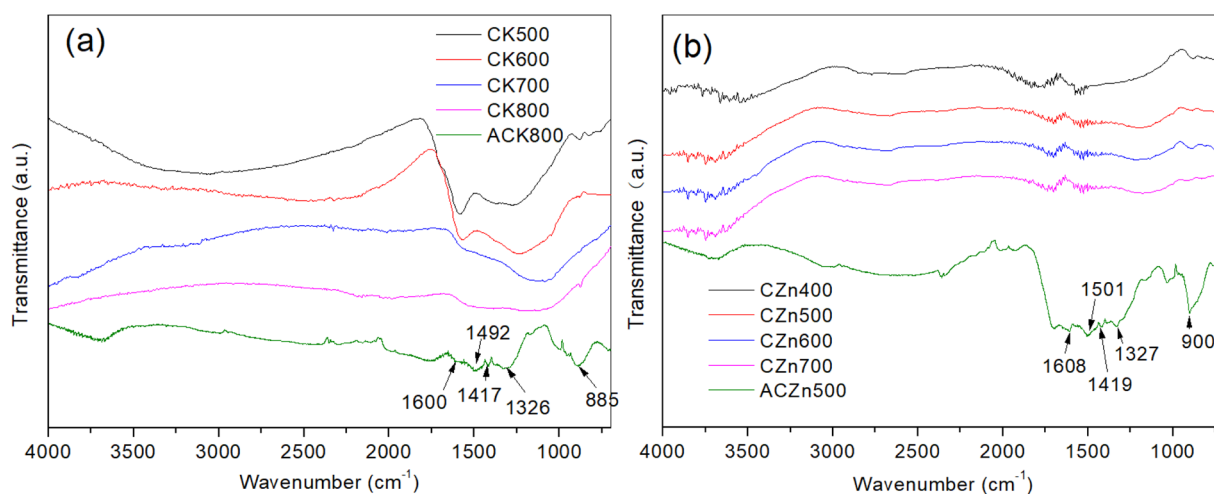 (a)
CK500
CK600
CK700
CK800
ACK800
1492
1600
1417
1326
885
4000 3500 3000 2500 2000 1500 1000
Wavenumber (cm-1)
Transmittance (a.u.)
(b)
CZn400
CZn500
CZn600
CZn700
ACZn500
1501
1608
1419
1327
900
4000 3500 3000 2500 2000 1500 1000
Wavenumber (cm-1)
Transmittance（a.u.)